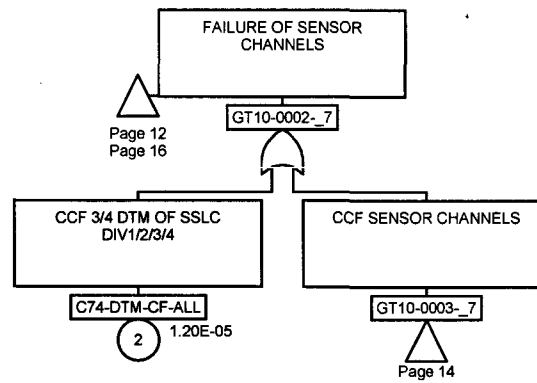 FAILURE OF SENSOR
CHANNELS
Page 12
Page 16
GT10-0002-_7
CCF 3/4 DTM OF SSLC
DIV1/2/3/4
CCF SENSOR CHANNELS
C74-DTM-CF-ALL
GT10-0003-_7
2
1.20E-05
Page 14